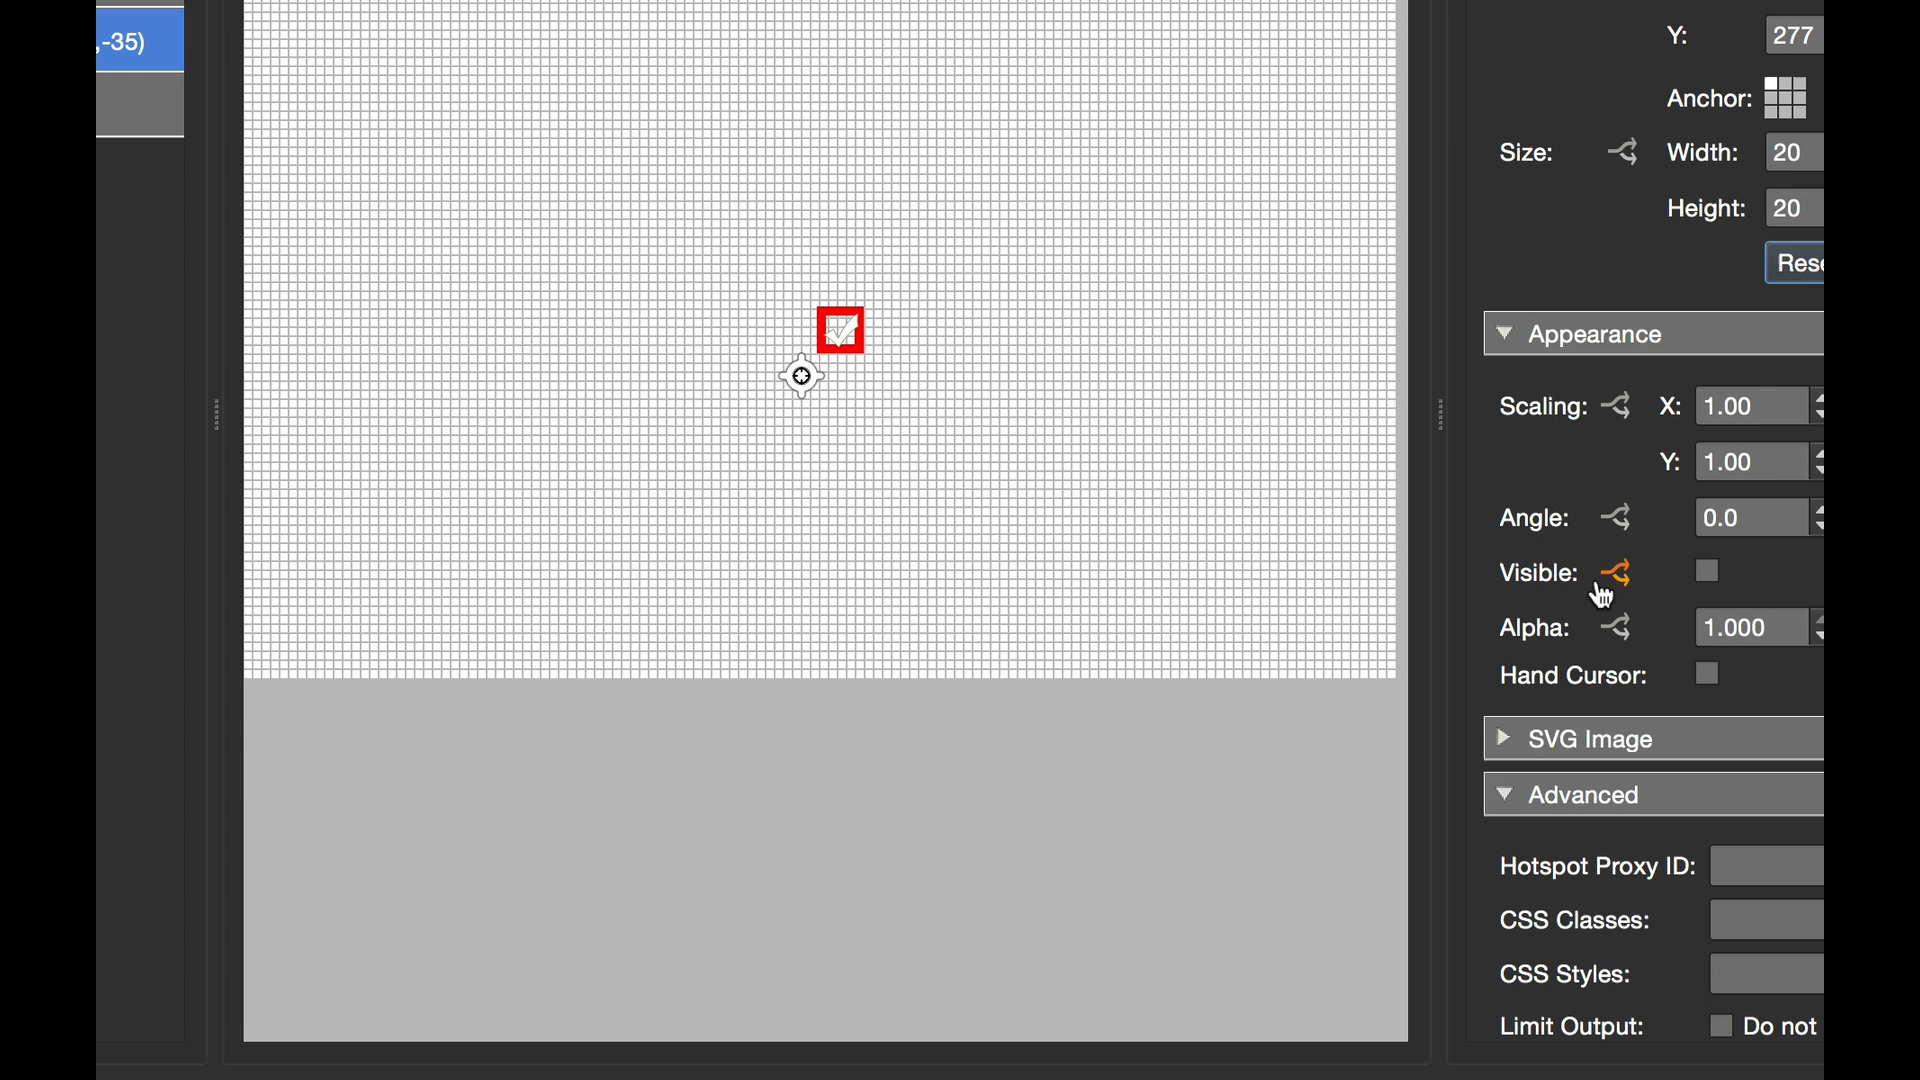 ,-35)
Y: 277
Anchor:
Size: Width: 20
Height: 20
Rese
Appearance
Scaling: X: 1.00
Y: 1.00
Angle: 0.0
Visible:
Alpha: 1.000
Hand Cursor:
SVG Image
Advanced
Hotspot Proxy ID:
CSS Classes:
CSS Styles:
Limit Output: Do not